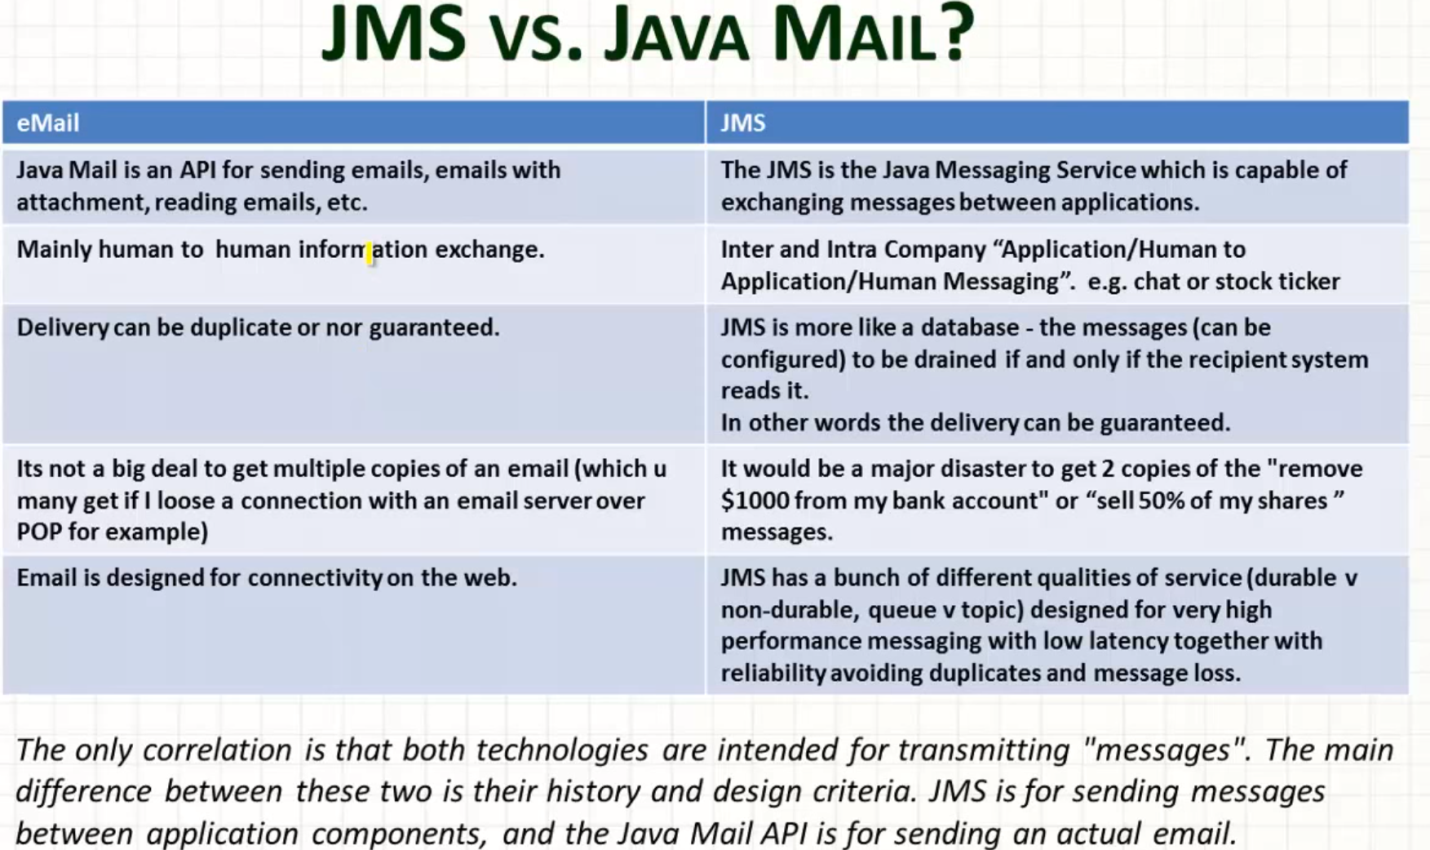 JMS VS. JAVA MAIL?
eMail
JMS
Java Mail is an API for sending emails, emails with
attachment, reading emails, etc.
The JMS is the Java Messaging Service which is capable of
exchanging messages between applications.
Mainly human to human information exchange.
Inter and Intra Company “Application/Human to
Application/Human Messaging”. e.g. chat or stock ticker
Delivery can be duplicate or nor guaranteed.
JMS is more like a database - the messages (can be
configured) to be drained if and only if the recipient system
reads it.
In other words the delivery can be guaranteed.
Its not a big deal to get multiple copies of an email (which u
many get if I loose a connection with an email server over
POP for example)
It would be a major disaster to get 2 copies of the "remove
$1000 from my bank account" or “sell 50% of my shares ”
messages.
Email is designed for connectivity on the web.
JMS has a bunch of different qualities of service (durable v
non-durable, queue v topic) designed for very high
performance messaging with low latency together with
reliability avoiding duplicates and message loss.
The only correlation is that both technologies are intended for transmitting "messages". The main
difference between these two is their history and design criteria. JMS is for sending messages
between application components, and the Java Mail API is for sending an actual email.